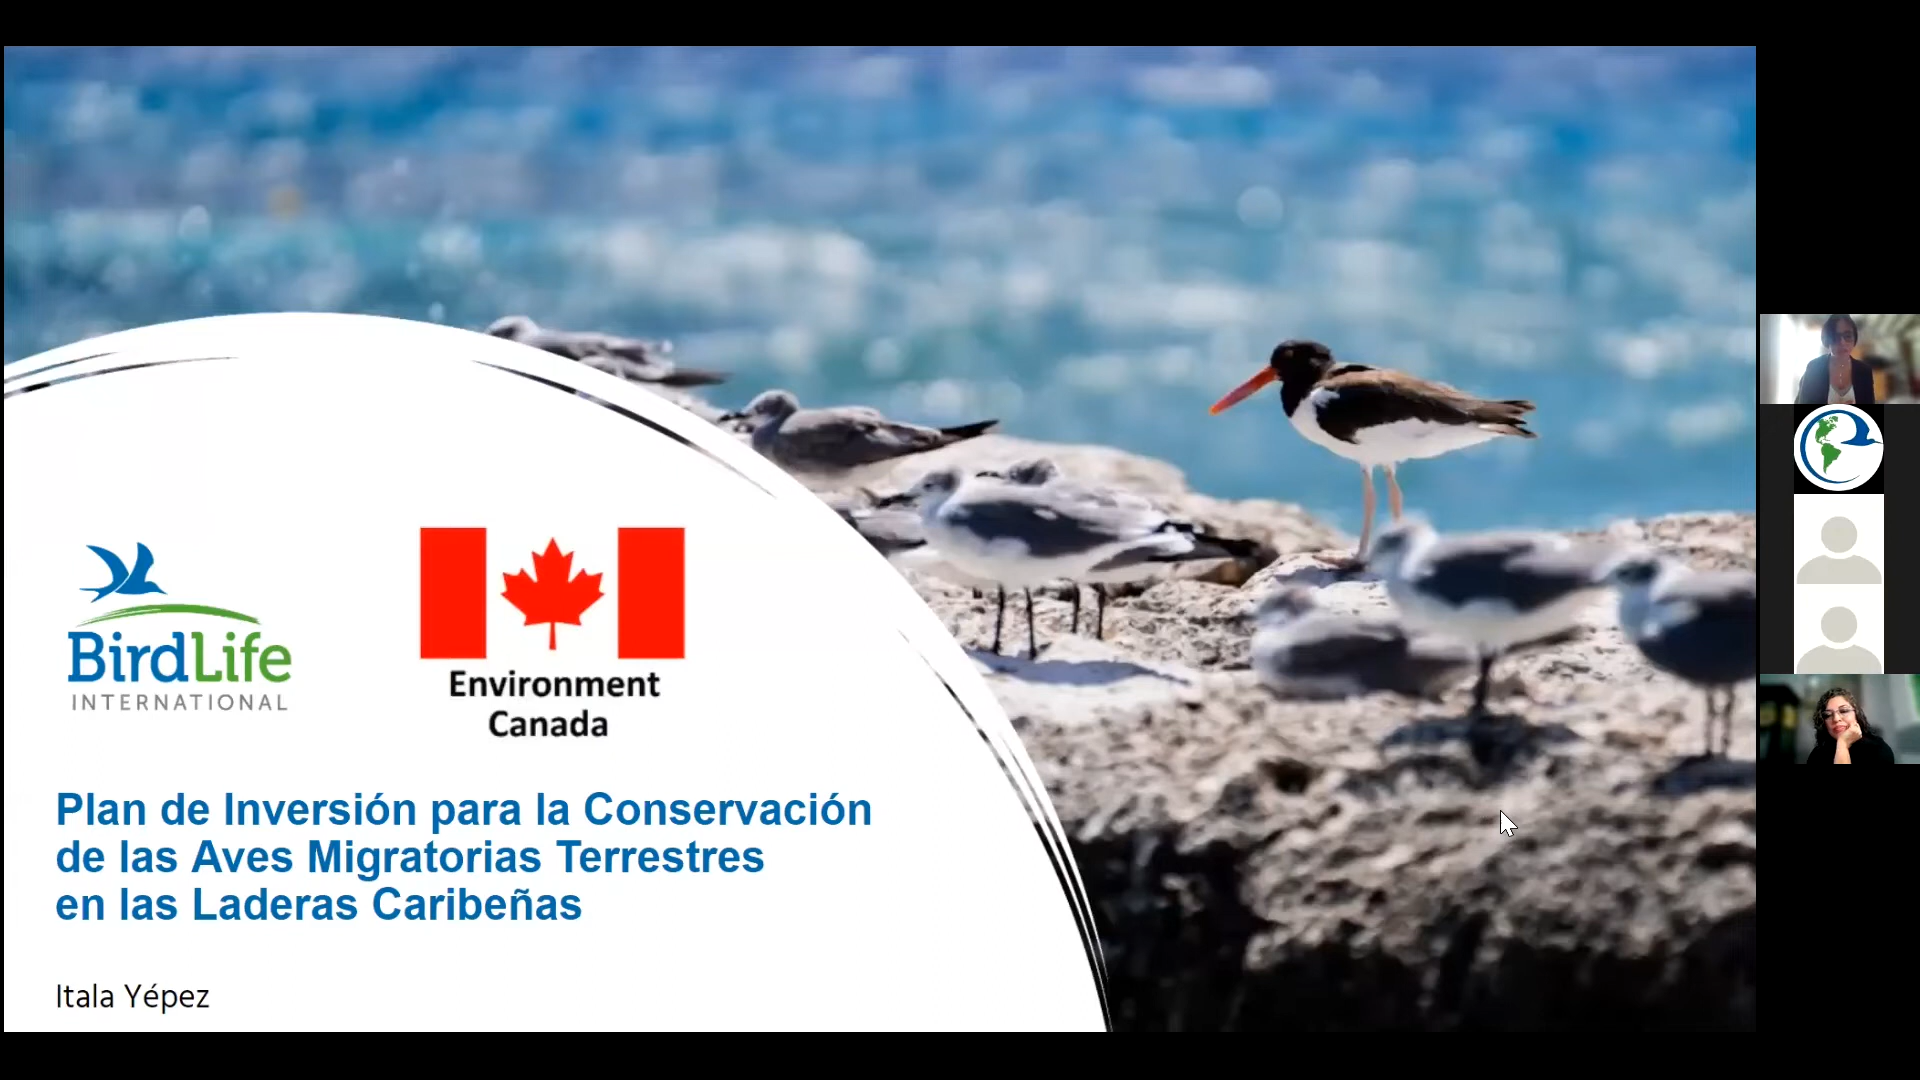 BirdLife
INTERNATIONAL
Environment
Canada
Plan de Inversión para la Conservación
de las Aves Migratorias Terrestres
en las Laderas Caribeñas
Itala Yépez